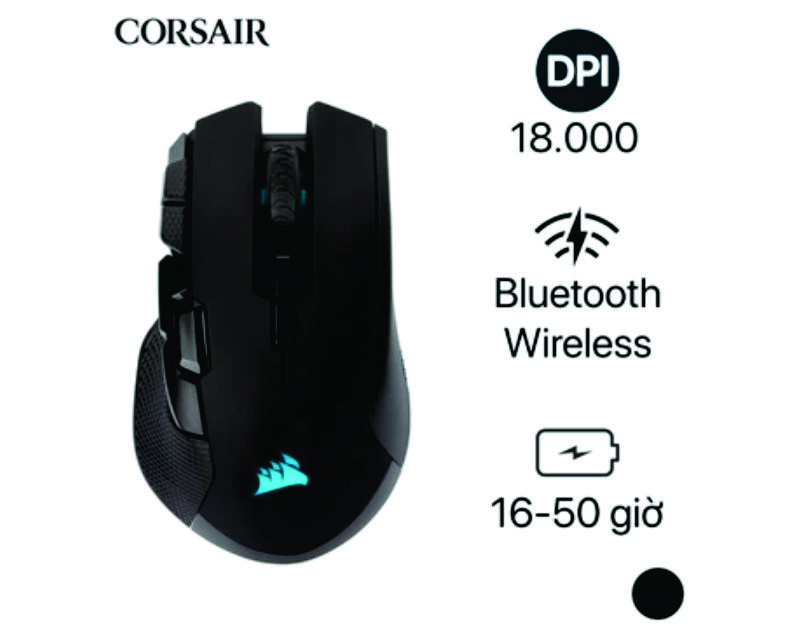 CORSAIR
DPI
18.000
Bluetooth
Wireless
16-50 giờ